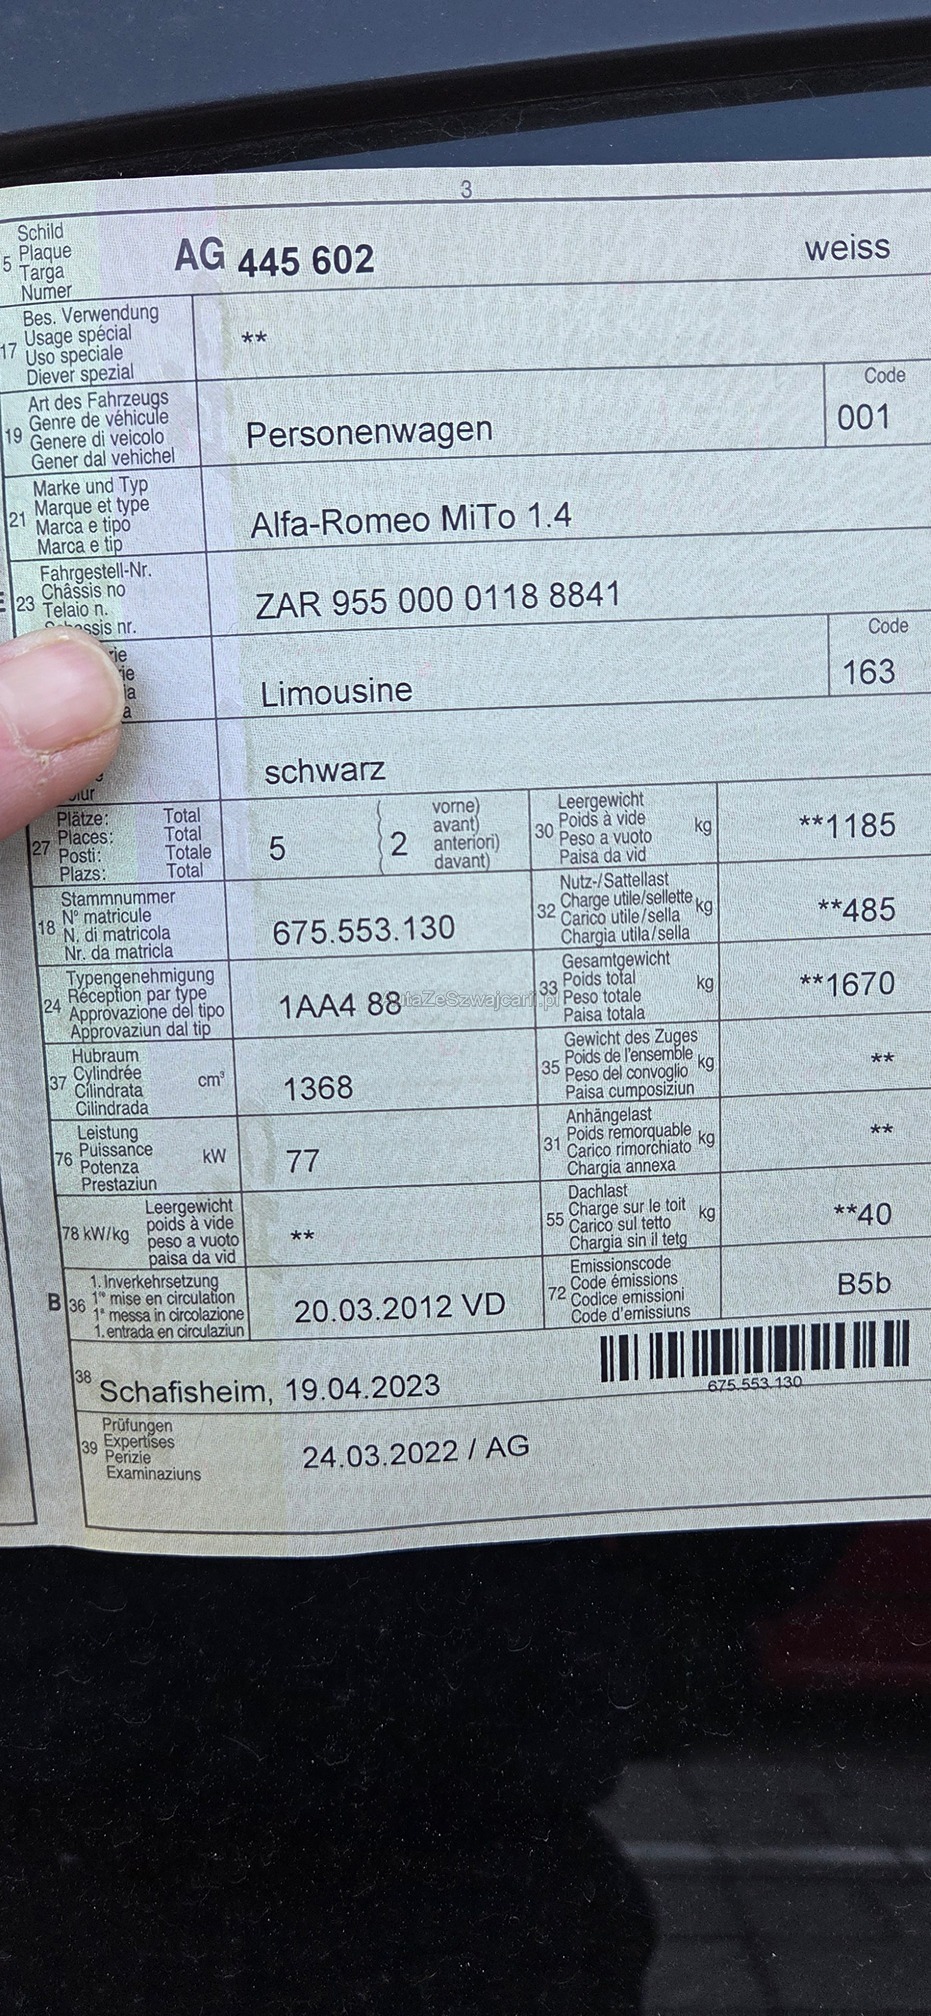 3
5 Schild
Plaque
Targa
Numer
AG 445 602
weiss
17 Bes. Verwendung
Usage spécial
Uso speciale
Diever spezial
**
19 Art des Fahrzeugs
Genre de véhicule
Genere di veicolo
Gener dal vehichel
Personenwagen
Code
001
21 Marke und Typ
Marque et type
Marca e tipo
Marca e tip
Alfa-Romeo MiTo 1.4
23 Fahrgestell-Nr.
Châssis no
Telaio n.
ssis nr.
ZAR 955 000 0118 8841
Limousine
Code
163
schwarz
27 Plätze: Total
Places: Total
Posti: Totale
Plazs: Total
5
(2
vorne)
avant)
anteriori)
davant)
30 Leergewicht
Poids à vide
Peso a vuoto
Paisa da vid
kg
**1185
18 Stammnummer
N° matricule
N. di matricola
Nr. da matricla
675.553.130
32 Nutz-/Sattellast
Charge utile/sellette
Carico utile/sella
Chargia utila/sella
kg
**485
24 Typengenehmigung
Réception par type
Approvazione del tipo
Approvaziun dal tip
1AA4 88
33 Gesamtgewicht
Poids total
Peso totale
Paisa totala
kg
**1670
37 Hubraum
Cylindrée
Cilindrata
Cilindrada
cm³
1368
35 Gewicht des Zuges
Poids de l'ensemble
Peso del convoglio
Paisa cumposiziun
kg
**
76 Leistung
Puissance
Potenza
Prestaziun
kW
77
31 Anhängelast
Poids remorquable
Carico rimorchiato
Chargia annexa
kg
**
78 kW/kg
Leergewicht
poids à vide
peso a vuoto
paisa da vid
**
55 Dachlast
Charge sur le toit
Carico sul tetto
Chargia sin il tetg
kg
**40
B 36 1. Inverkehrsetzung
1re mise en circulation
1a messa in circolazione
1. entrada en circulaziun
20.03.2012 VD
72 Emissionscode
Code émissions
Codice emissioni
Code d'emissiuns
B5b
38 Schafisheim, 19.04.2023
675.553.130
39 Prüfungen
Expertises
Perizie
Examinaziuns
24.03.2022 / AG